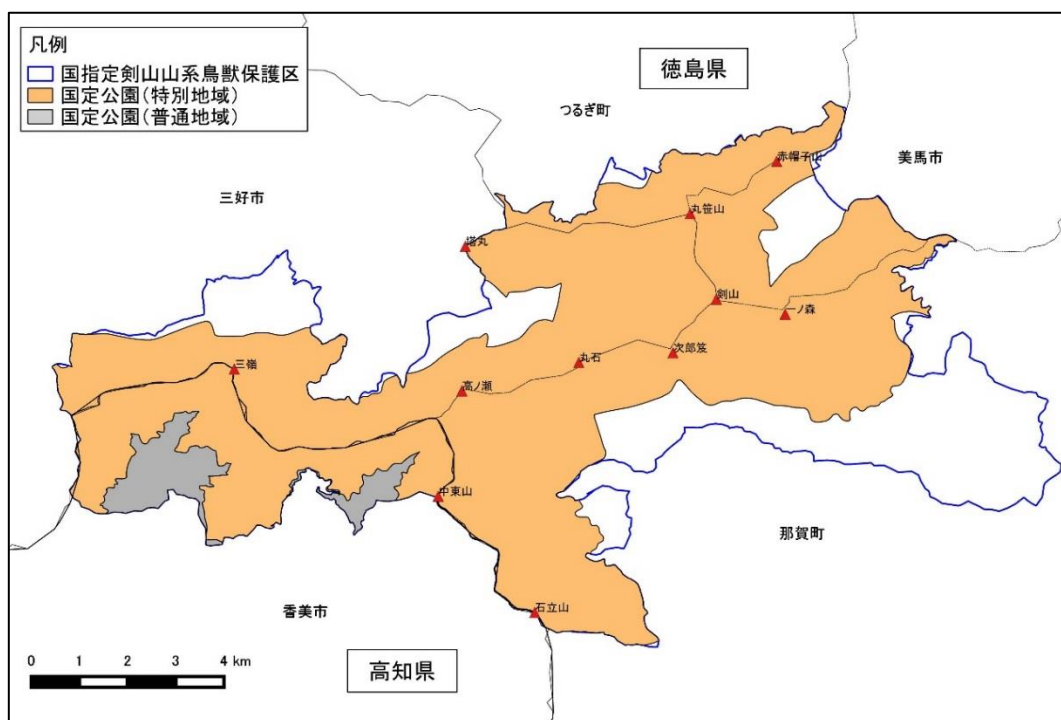 凡例
国指定剣山山系鳥獣保護区
国定公園(特別地域)
国定公園(普通地域)
徳島県
つるぎ町
美馬市
赤帽子山
三好市
丸笹山
塔丸
剣山
一ノ森
次郎笈
丸石
三嶺
高ノ瀬
中東山
那賀町
香美市
石立山
高知県
0 1 2 3 4 km